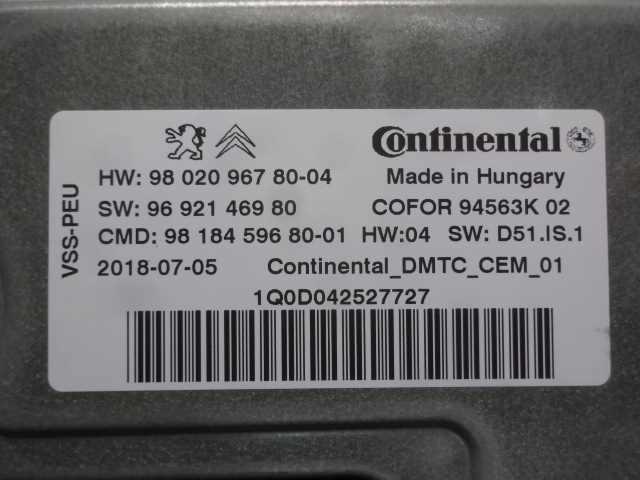 Continental
HW: 98 020 967 80-04
Made in Hungary
SW: 96 921 469 80
COFOR 94563K 02
CMD: 98 184 596 80-01 HW:04 SW: D51.IS.1
2018-07-05 Continental_DMTC_CEM_01
1Q0D042527727
VSS-PEU